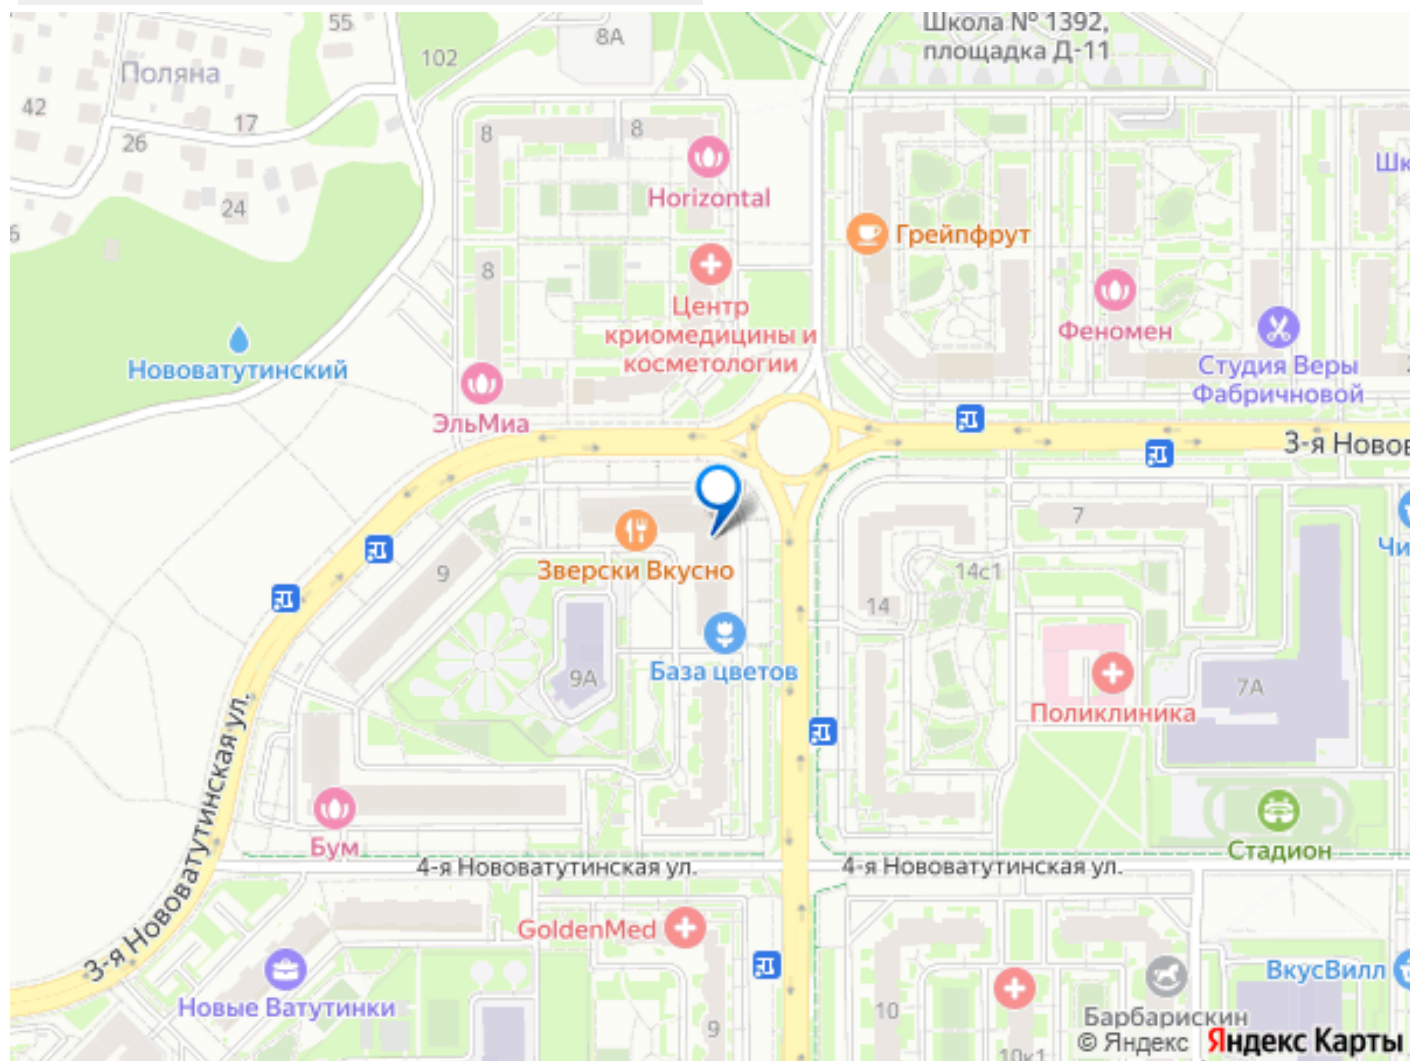 55
8А
Школа № 1392,
площадка Д-11
102
Поляна
42
17
26
8
8
Шк
Horizontal
24
Грейпфрут
8
Центр
криомедицины и
косметологии
Феномен
Нововатутинский
Студия Веры
Фабричновой
ЭльМиа
3-я Новов
7
Зверски Вкусно
Чи
9
14с1
14
9А
База цветов
7А
Поликлиника
3-я Нововатутинская ул.
Бум
Стадион
4-я Нововатутинская ул.
4-я Нововатутинская ул.
GoldenMed
Новые Ватутинки
ВкусВилл
10
9
Барбарискин
10к1
© Яндекс Яндекс Карты